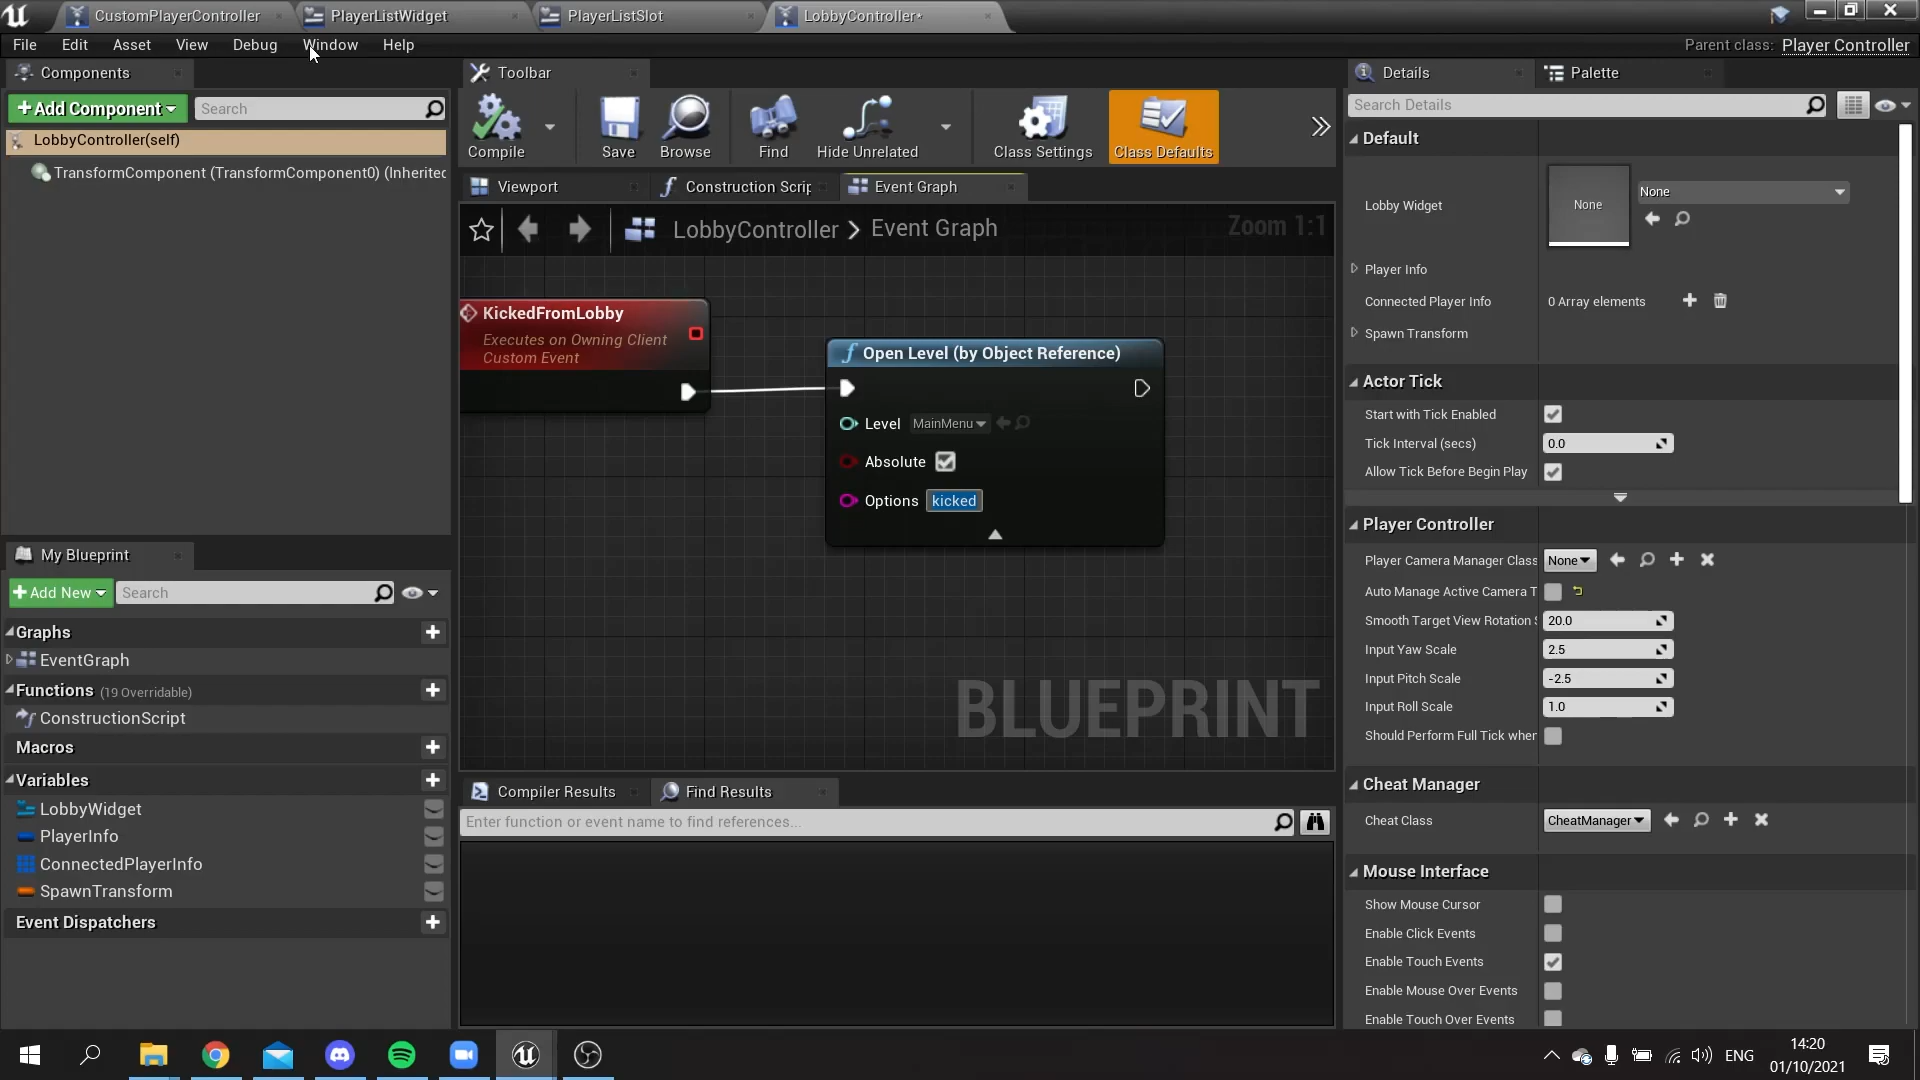 CustomPlayerController
PlayerListWidget
PlayerListSlot
LobbyController*
File
Edit
Asset
View
Debug
Window
Help
Parent class: Player Controller
Components
Toolbar
Details
Palette
+Add Component
Search
Search Details
LobbyController(self)
TransformComponent (TransformComponent0) (Inherited
Compile
Save
Browse
Find
Hide Unrelated
Class Settings
Class Defaults
Viewport
Construction Scrip
Event Graph
LobbyController > Event Graph
Zoom 1:1
KickedFromLobby
Executes on Owning Client
Custom Event
Open Level (by Object Reference)
Level MainMenu
Absolute
Options kicked
BLUEPRINT
Default
Lobby Widget
None
None
Player Info
Connected Player Info
0 Array elements
Spawn Transform
Actor Tick
Start with Tick Enabled
Tick Interval (secs)
0.0
Allow Tick Before Begin Play
Player Controller
Player Camera Manager Class
None
Auto Manage Active Camera T
Smooth Target View Rotation S
20.0
Input Yaw Scale
2.5
Input Pitch Scale
-2.5
Input Roll Scale
1.0
Should Perform Full Tick when
Cheat Manager
Cheat Class
CheatManager
Mouse Interface
Show Mouse Cursor
Enable Click Events
Enable Touch Events
Enable Mouse Over Events
Enable Touch Over Events
My Blueprint
+Add New
Search
Graphs
EventGraph
Functions (19 Overridable)
ConstructionScript
Macros
Variables
LobbyWidget
PlayerInfo
ConnectedPlayerInfo
SpawnTransform
Event Dispatchers
Compiler Results
Find Results
Enter function or event name to find references...
ENG
14:20
01/10/2021